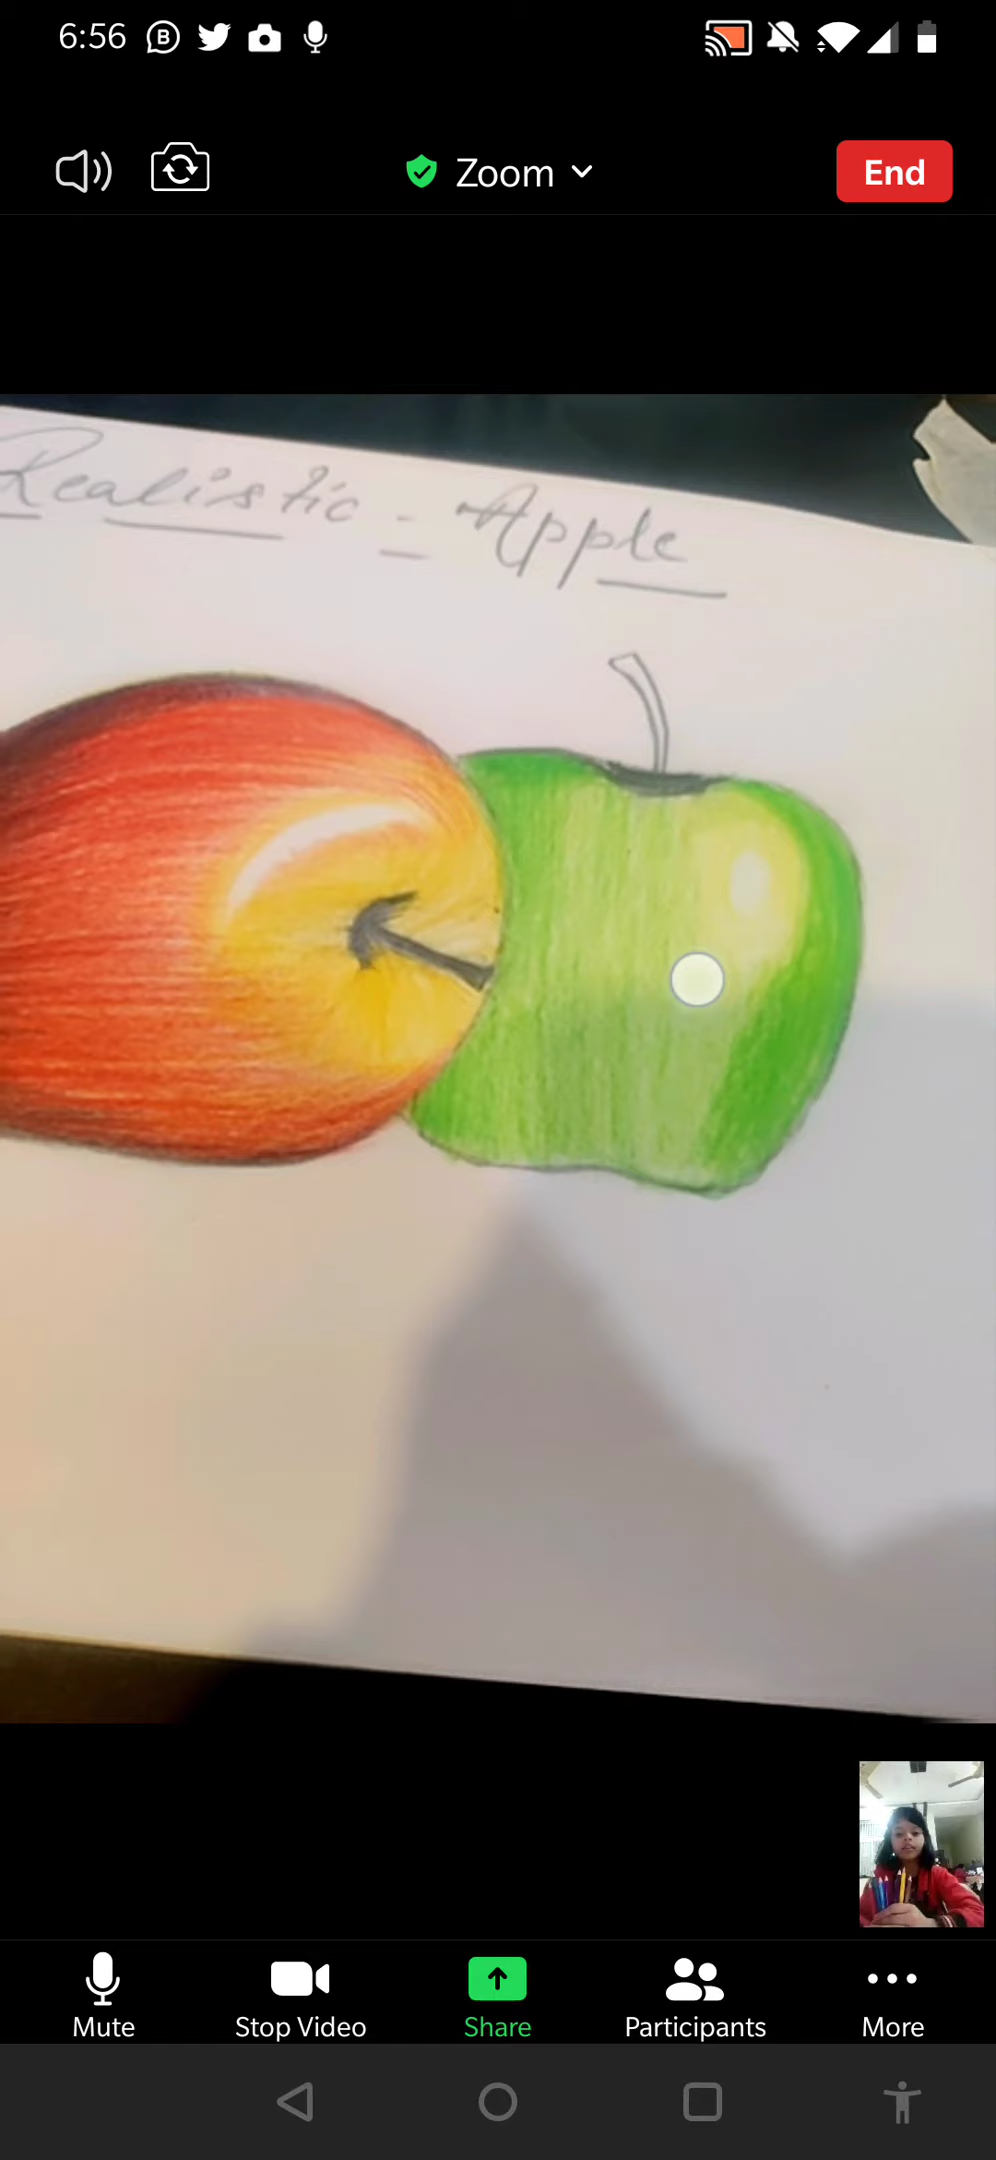 6:56
Zoom
End
Realistic - Apple
Mute
Stop Video
Share
Participants
More